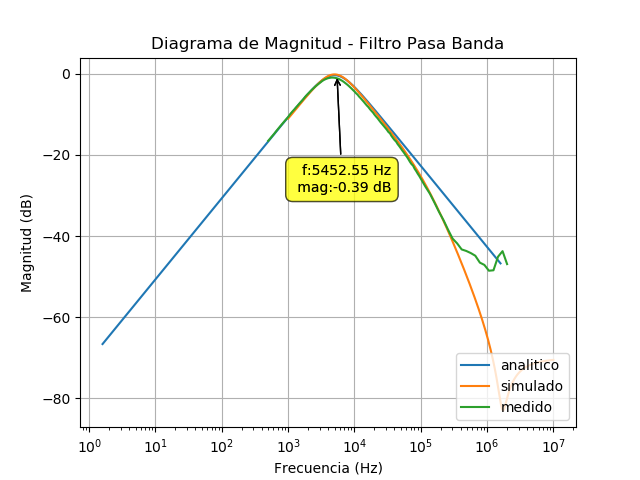 Diagrama de Magnitud - Filtro Pasa Banda
0
−20
−40
−60
−80
Magnitud (dB)
f:5452.55 Hz
mag:-0.39 dB
analitico
simulado
medido
10⁰ 10¹ 10² 10³ 10⁴ 10⁵ 10⁶ 10⁷
Frecuencia (Hz)